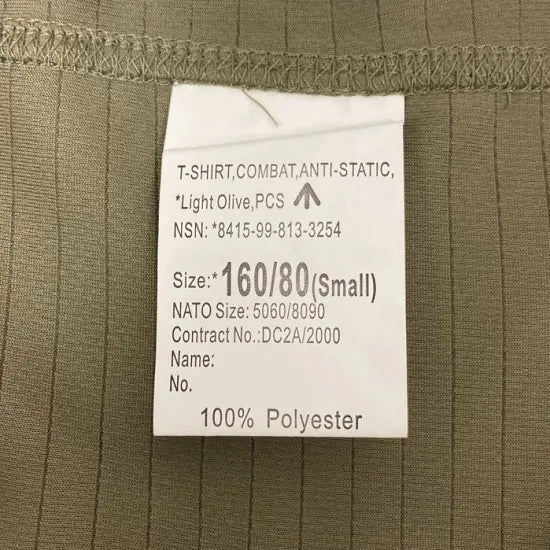 T-SHIRT,COMBAT,ANTI-STATIC,
*Light Olive,PCS
NSN: *8415-99-813-3254
Size:*160/80(Small)
NATO Size: 5060/8090
Contract No.:DC2A/2000
Name:
No.
100% Polyester